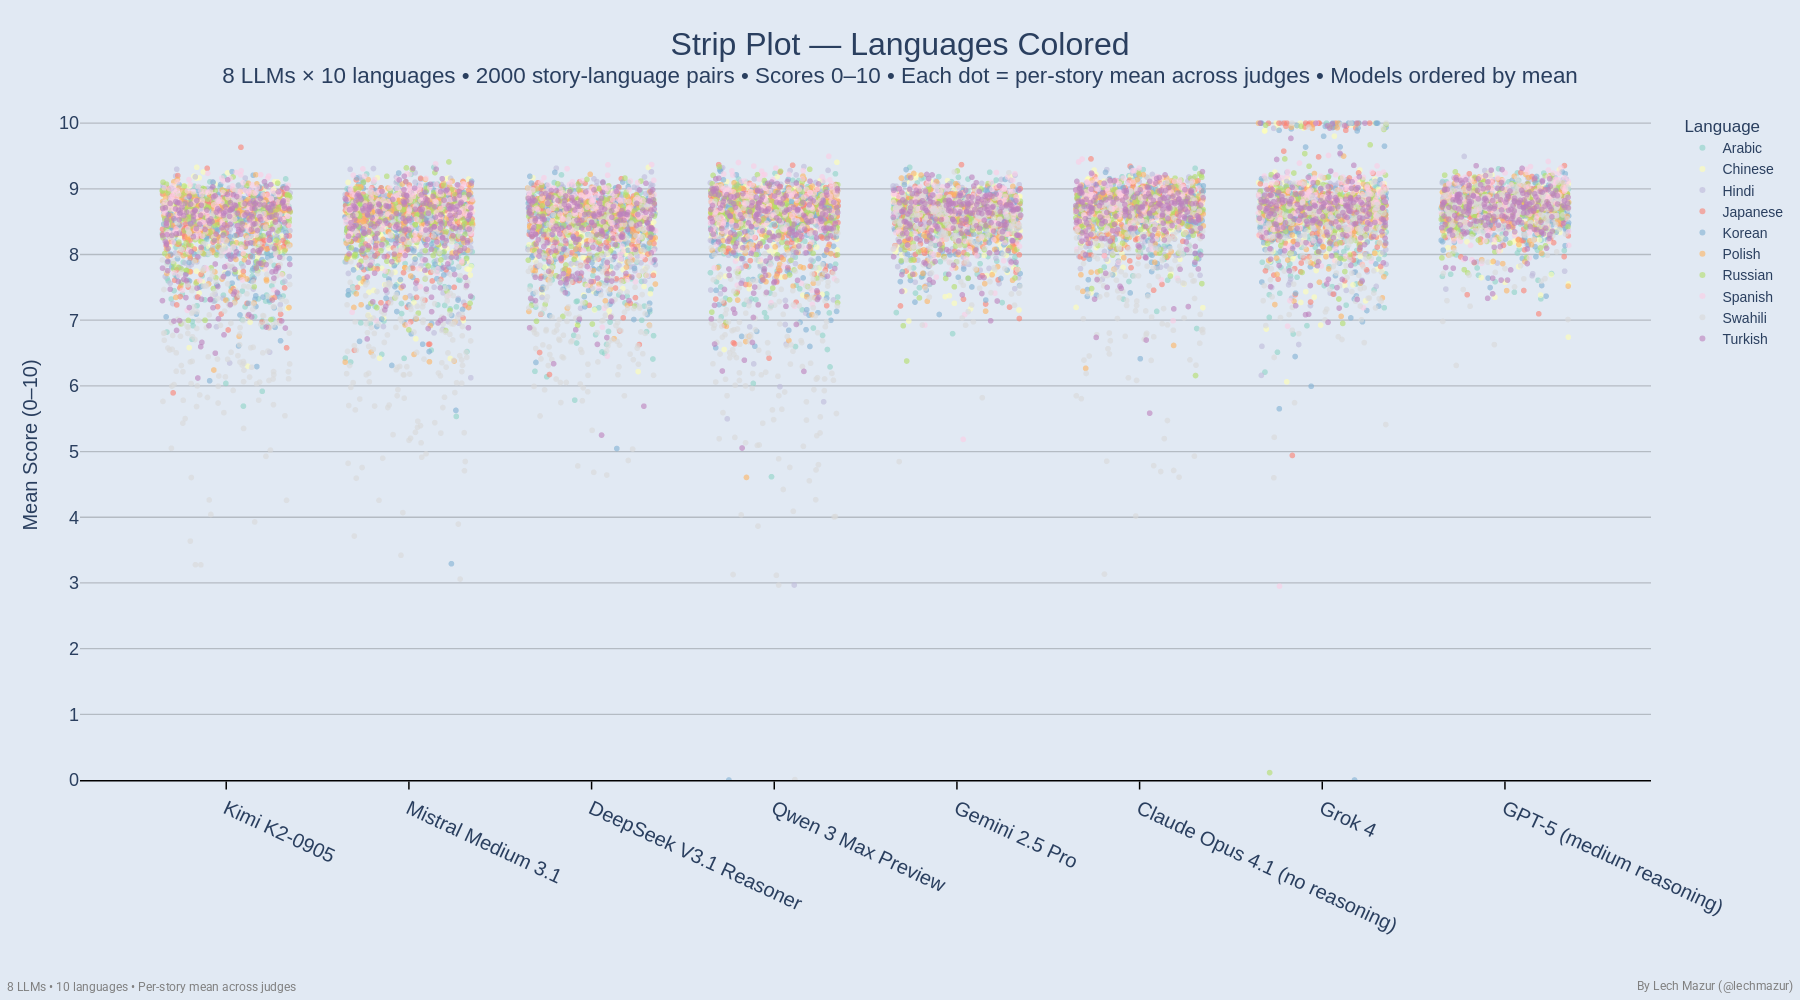 Strip Plot — Languages Colored
8 LLMs × 10 languages • 2000 story-language pairs • Scores 0–10 • Each dot = per-story mean across judges • Models ordered by mean
Mean Score (0–10)
10
9
8
7
6
5
4
3
2
1
0
Kimi K2-0905
Mistral Medium 3.1
DeepSeek V3.1 Reasoner
Qwen 3 Max Preview
Gemini 2.5 Pro
Claude Opus 4.1 (no reasoning)
Grok 4
GPT-5 (medium reasoning)
Language
Arabic
Chinese
Hindi
Japanese
Korean
Polish
Russian
Spanish
Swahili
Turkish
8 LLMs • 10 languages • Per-story mean across judges
By Lech Mazur (@lechmazur)